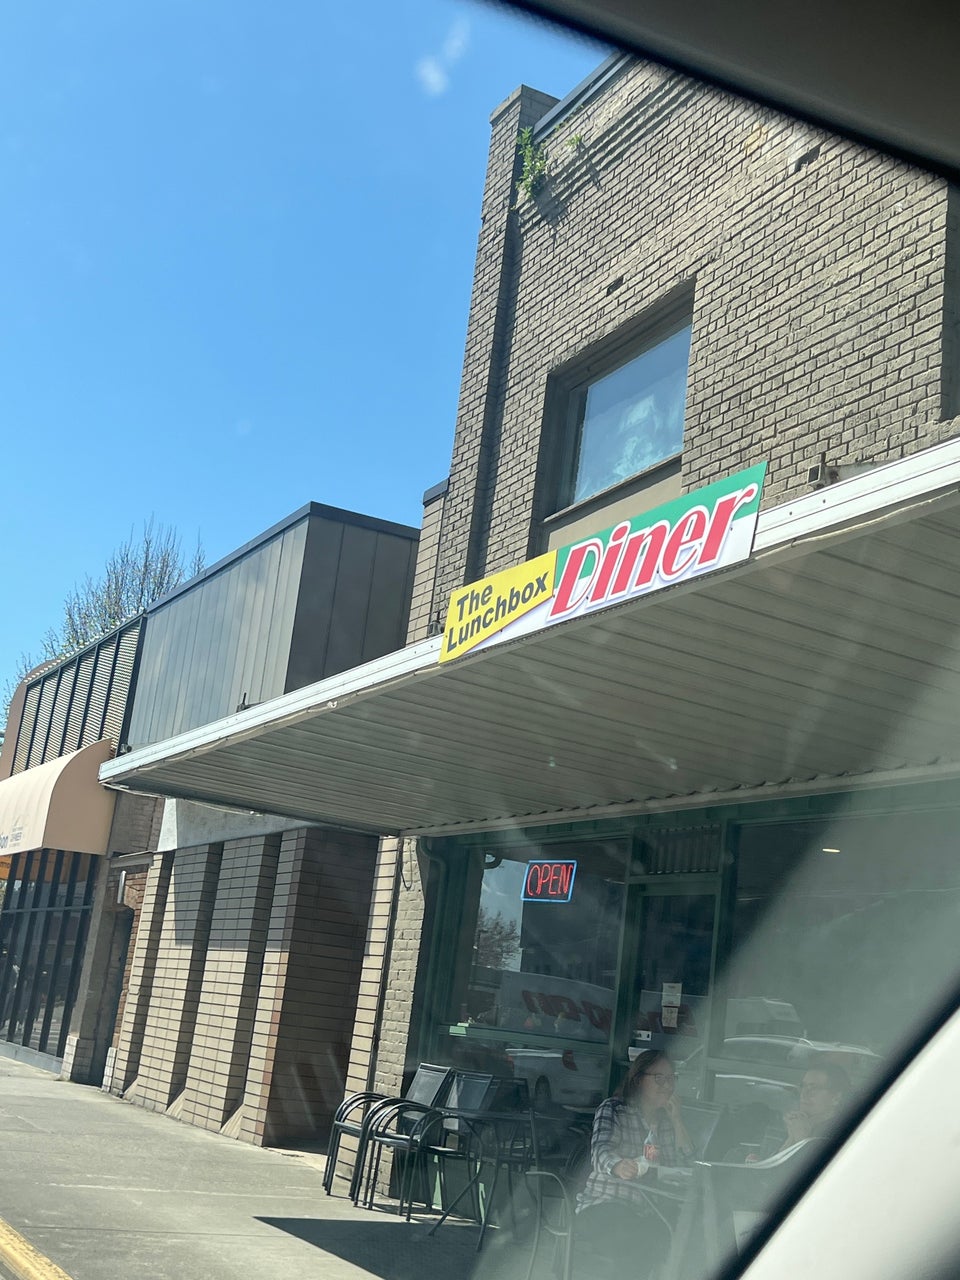 The
Lunchbox
Diner
OPEN